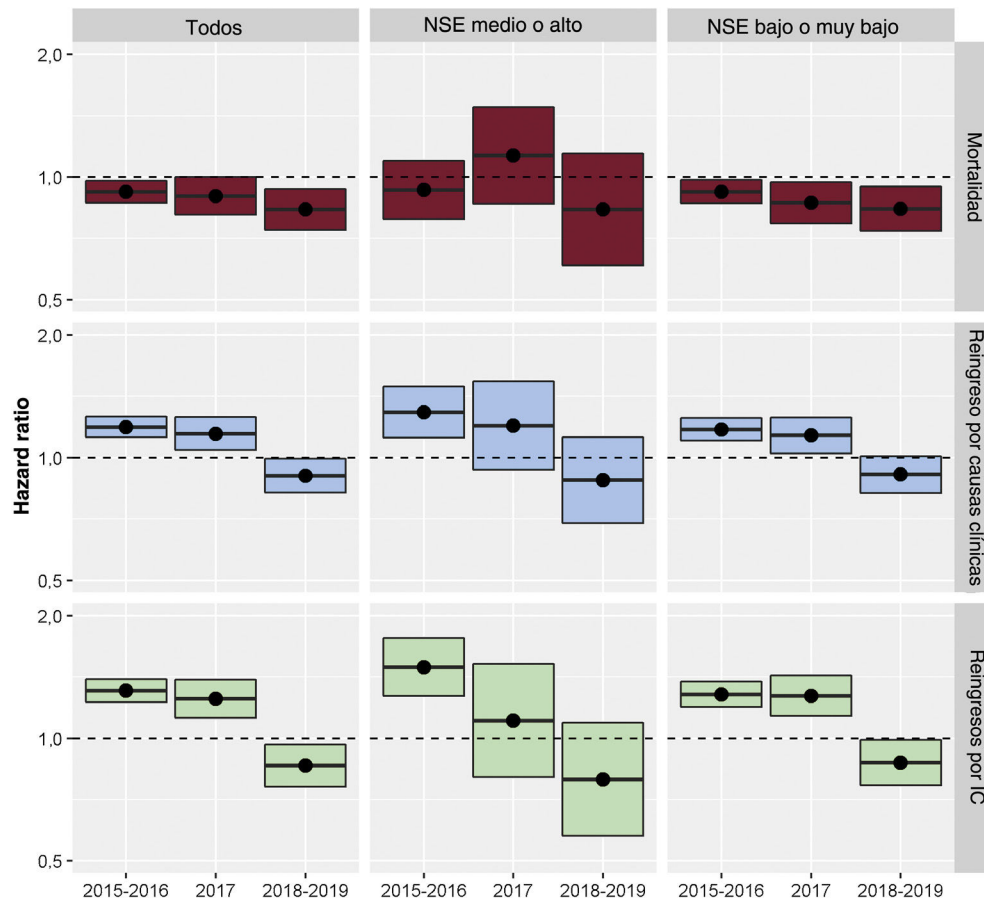 Todos
NSE medio o alto
NSE bajo o muy bajo
Hazard ratio
2,0
1,0
0,5
Mortalidad
2,0
1,0
0,5
Reingreso por causas clínicas
2,0
1,0
0,5
Reingresos por IC
2015-2016
2017
2018-2019
2015-2016
2017
2018-2019
2015-2016
2017
2018-2019